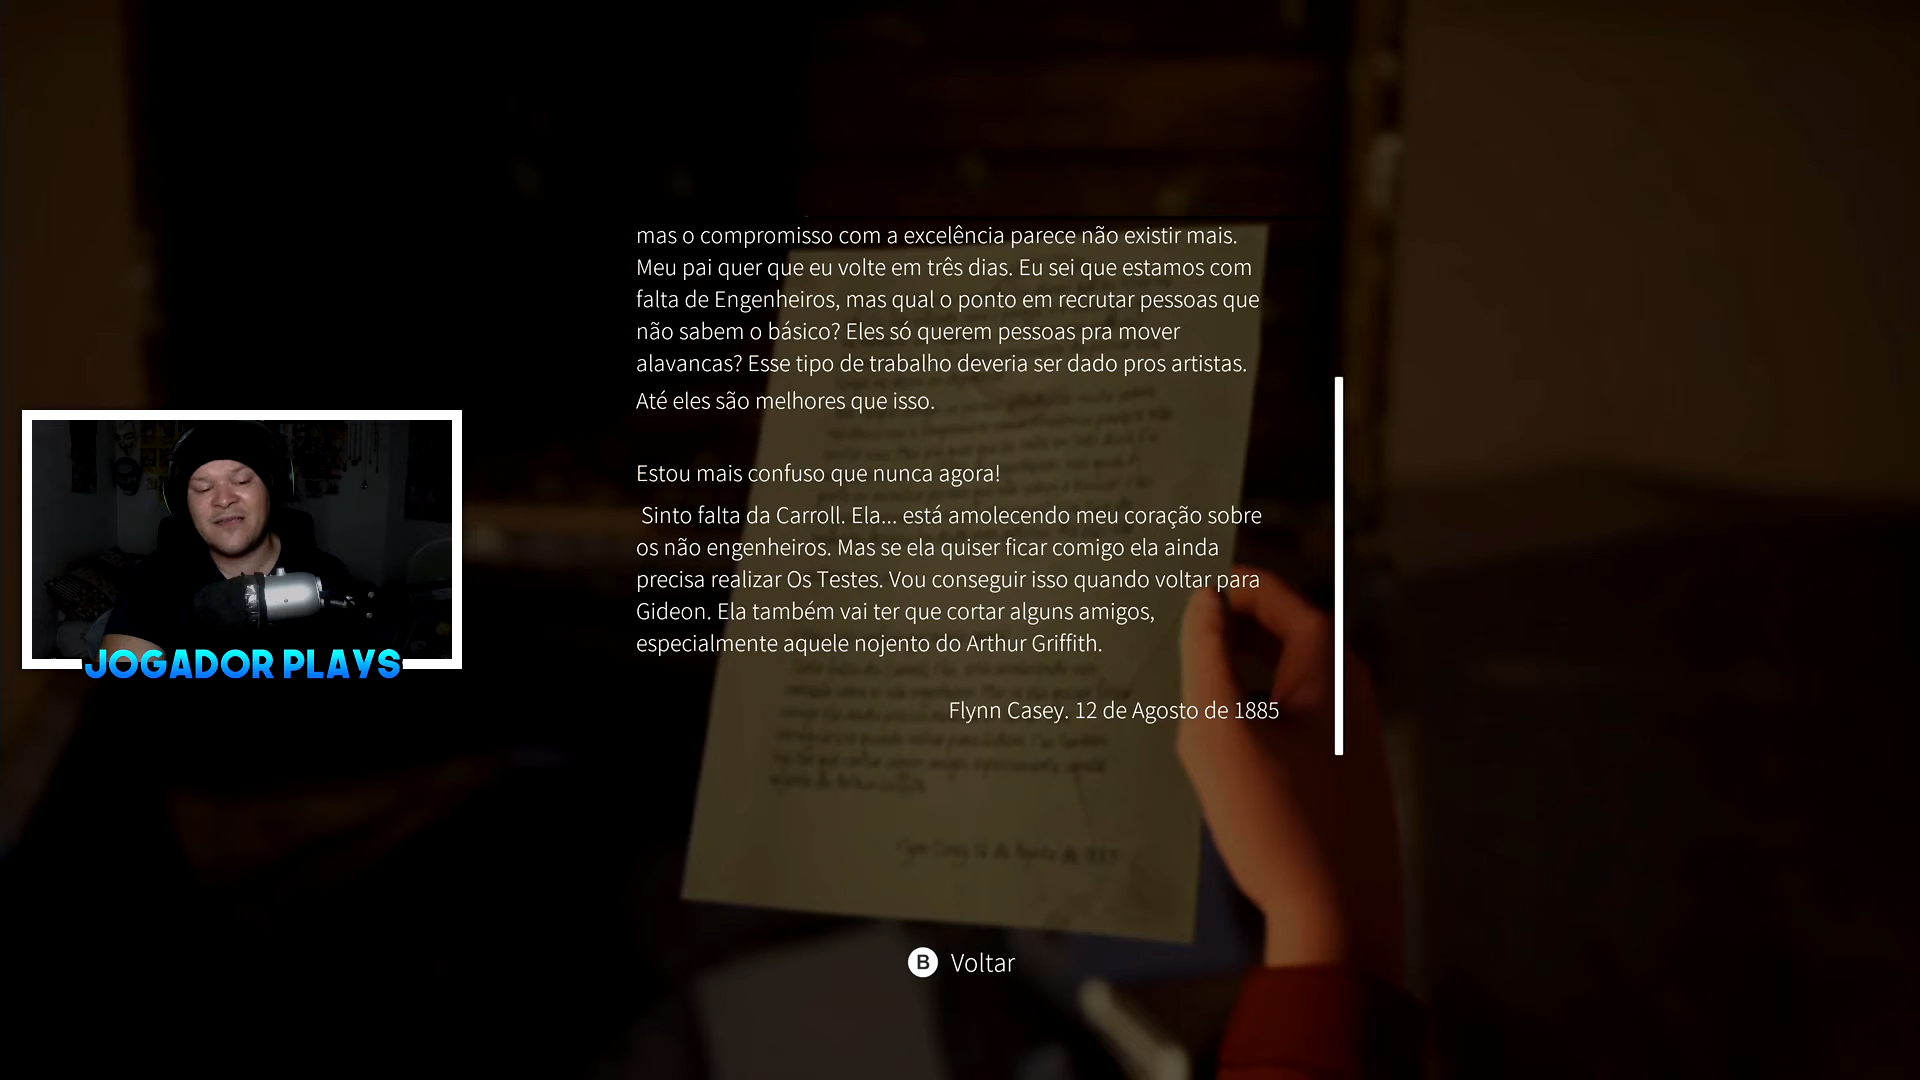 mas o compromisso com a excelência parece não existir mais.
Meu pai quer que eu volte em três dias. Eu sei que estamos com
falta de Engenheiros, mas qual o ponto em recrutar pessoas que
não sabem o básico? Eles só querem pessoas pra mover
alavancas? Esse tipo de trabalho deveria ser dado pros artistas.
Até eles são melhores que isso.
Estou mais confuso que nunca agora!
Sinto falta da Carroll. Ela... está amolecendo meu coração sobre
os não engenheiros. Mas se ela quiser ficar comigo ela ainda
precisa realizar Os Testes. Vou conseguir isso quando voltar para
Gideon. Ela também vai ter que cortar alguns amigos,
especialmente aquele nojento do Arthur Griffith.
Flynn Casey. 12 de Agosto de 1885
JOGADOR PLAYS
B Voltar